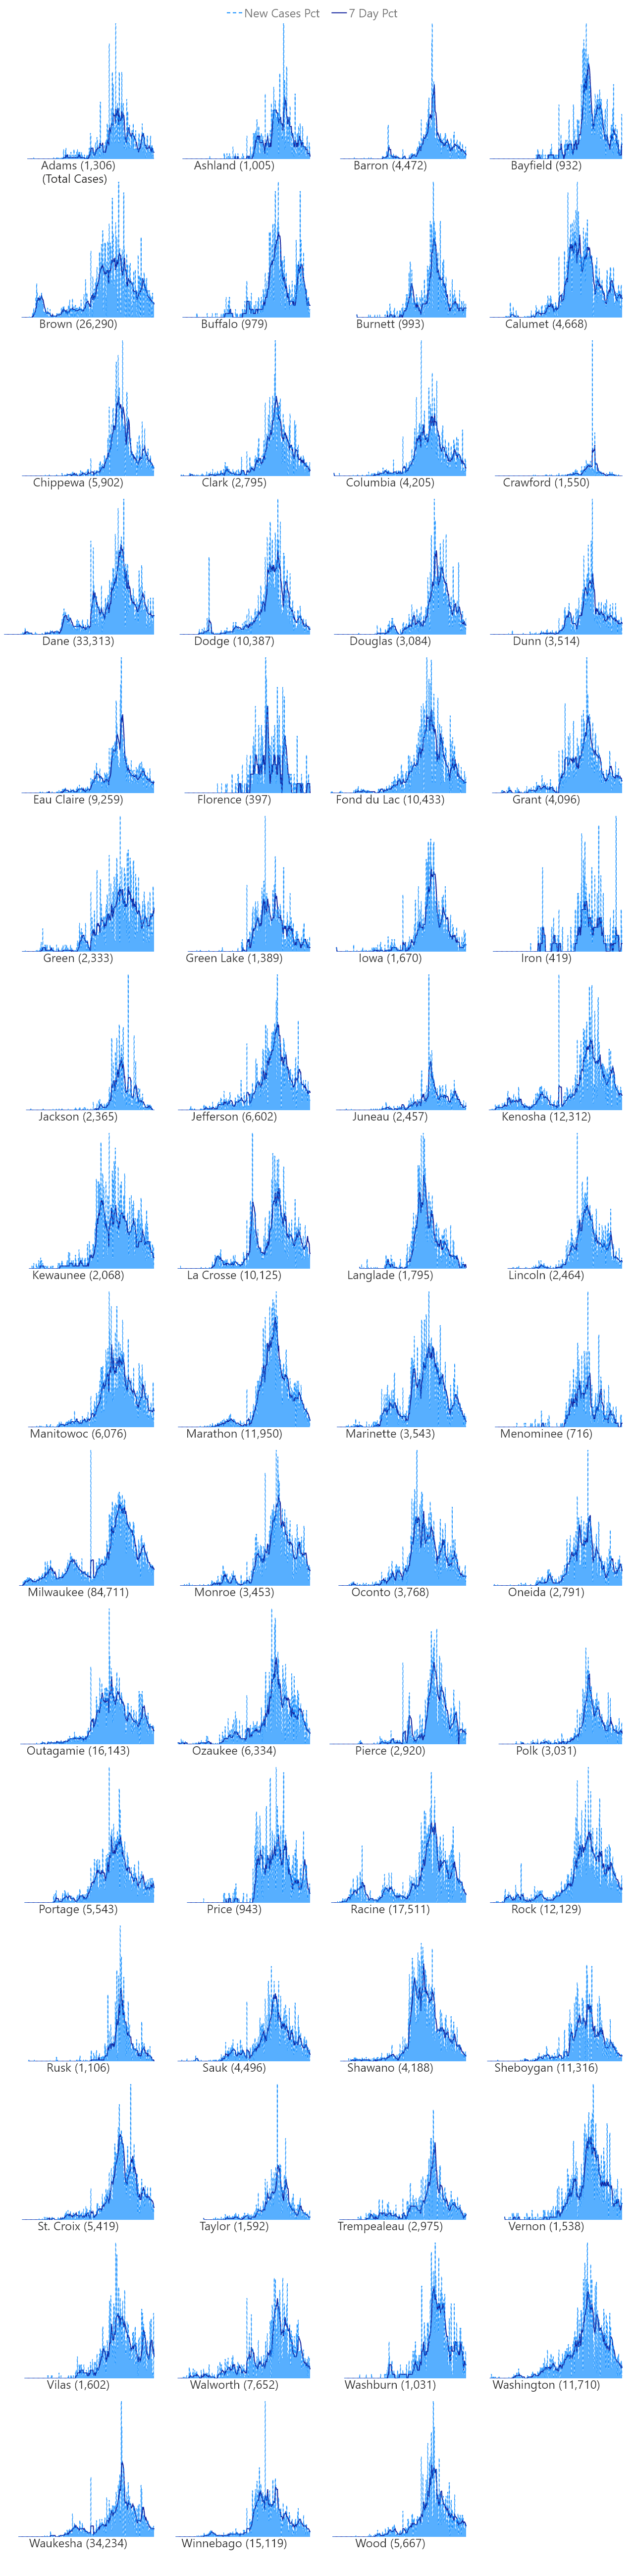 New Cases Pct 7 Day Pct
Adams (1,306) Ashland (1,005) Barron (4,472) Bayfield (932)
(Total Cases)
Brown (26,290) Buffalo (979) Burnett (993) Calumet (4,668)
Chippewa (5,902) Clark (2,795) Columbia (4,205) Crawford (1,550)
Dane (33,313) Dodge (10,387) Douglas (3,084) Dunn (3,514)
Eau Claire (9,259) Florence (397) Fond du Lac (10,433) Grant (4,096)
Green (2,333) Green Lake (1,389) Iowa (1,670) Iron (419)
Jackson (2,365) Jefferson (6,602) Juneau (2,457) Kenosha (12,312)
Kewaunee (2,068) La Crosse (10,125) Langlade (1,795) Lincoln (2,464)
Manitowoc (6,076) Marathon (11,950) Marinette (3,543) Menominee (716)
Milwaukee (84,711) Monroe (3,453) Oconto (3,768) Oneida (2,791)
Outagamie (16,143) Ozaukee (6,334) Pierce (2,920) Polk (3,031)
Portage (5,543) Price (943) Racine (17,511) Rock (12,129)
Rusk (1,106) Sauk (4,496) Shawano (4,188) Sheboygan (11,316)
St. Croix (5,419) Taylor (1,592) Trempealeau (2,975) Vernon (1,538)
Vilas (1,602) Walworth (7,652) Washburn (1,031) Washington (11,710)
Waukesha (34,234) Winnebago (15,119) Wood (5,667)